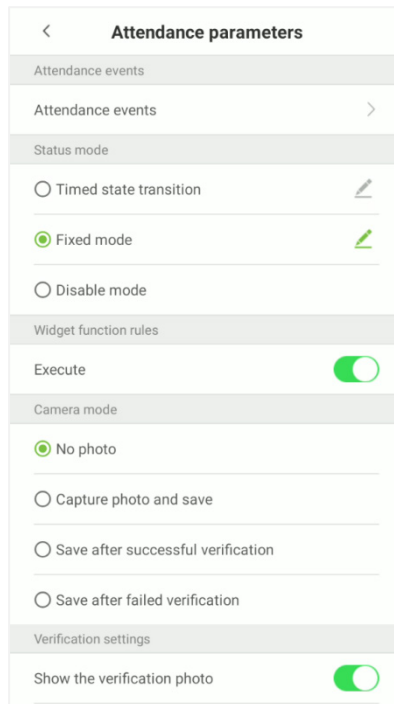 Attendance parameters
Attendance events
Attendance events
Status mode
Timed state transition
Fixed mode
Disable mode
Widget function rules
Execute
Camera mode
No photo
Capture photo and save
Save after successful verification
Save after failed verification
Verification settings
Show the verification photo